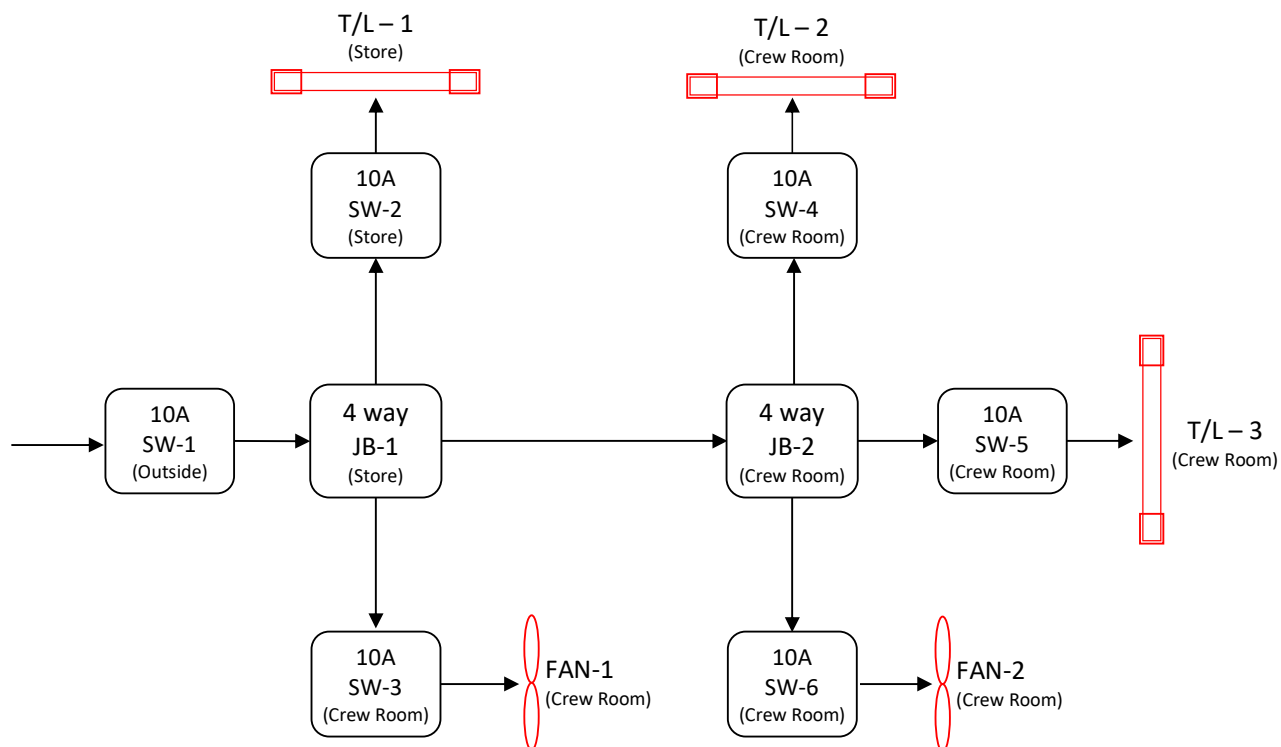 T/L – 1
(Store)
T/L – 2
(Crew Room)
10A
SW-2
(Store)
10A
SW-4
(Crew Room)
10A
SW-1
(Outside)
4 way
JB-1
(Store)
4 way
JB-2
(Crew Room)
10A
SW-5
(Crew Room)
T/L – 3
(Crew Room)
10A
SW-3
(Crew Room)
FAN-1
(Crew Room)
10A
SW-6
(Crew Room)
FAN-2
(Crew Room)